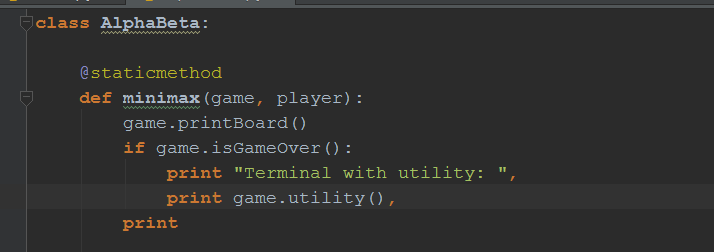 class AlphaBeta:
@staticmethod
def minimax(game, player):
game.printBoard()
if game.isGameOver():
print "Terminal with utility: ",
print game.utility(),
print